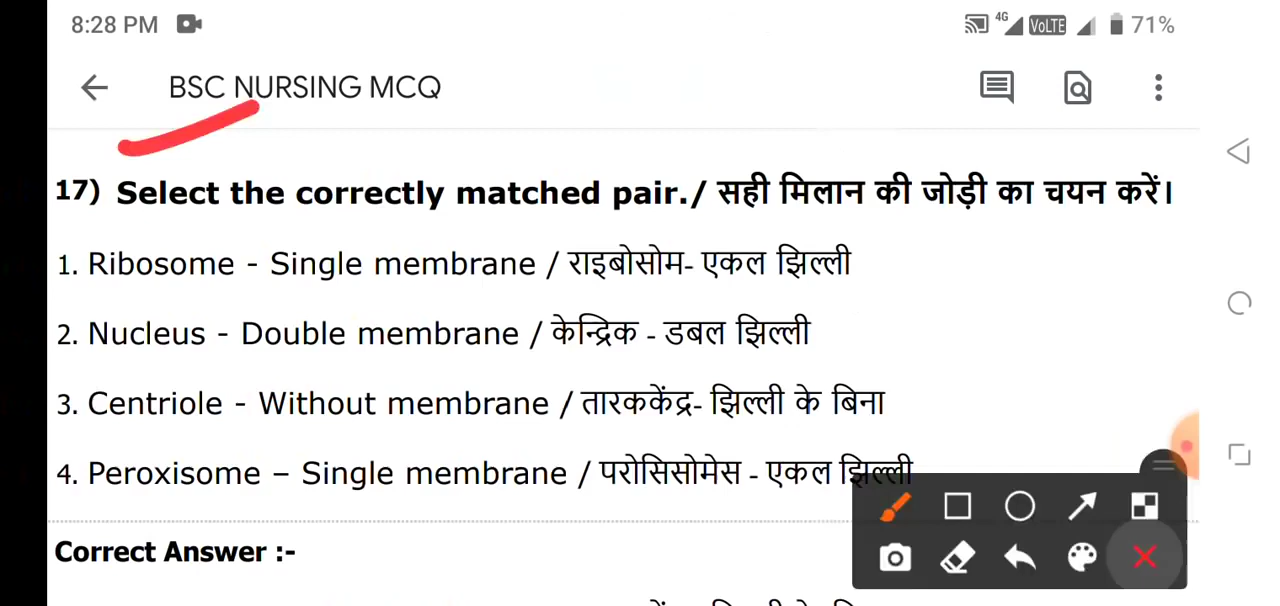 8:28 PM 4G VoLTE 71%
BSC NURSING MCQ
17) Select the correctly matched pair./ सही मिलान की जोड़ी का चयन करें।
1. Ribosome - Single membrane / राइबोसोम- एकल झिल्ली
2. Nucleus - Double membrane / केन्द्रिक - डबल झिल्ली
3. Centriole - Without membrane / तारककेंद्र- झिल्ली के बिना
4. Peroxisome – Single membrane / परोसिसोमेस - एकल झिल्ली
Correct Answer :-